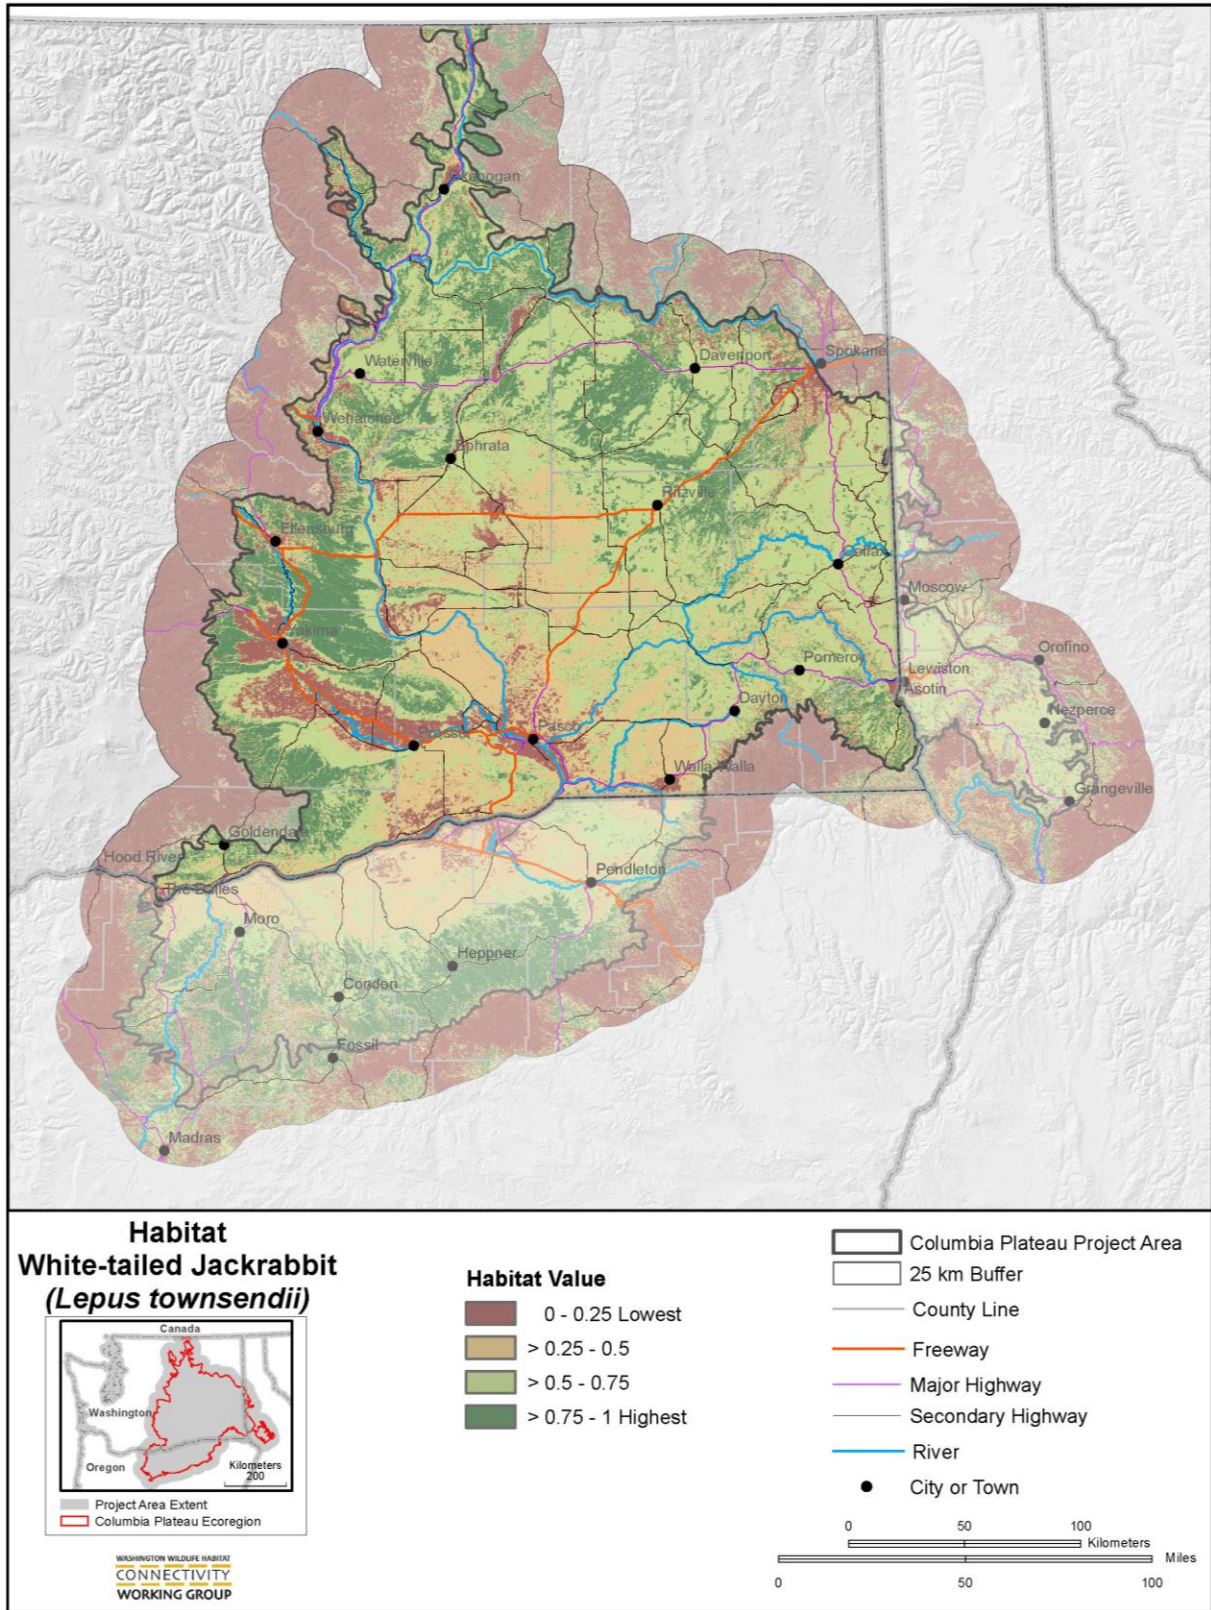 Okanogan
Waterville
Davenport
Spokane
Wenatchee
Ephrata
Ritzville
Ellensburg
Colfax
Moscow
Yakima
Orofino
Pomeroy
Lewiston
Asotin
Dayton
Nezperce
Pasco
Prosser
Walla Walla
Grangeville
Goldendale
Hood River
Pendleton
The Dalles
Moro
Heppner
Condon
Fossil
Madras
Habitat
White-tailed Jackrabbit
(Lepus townsendii)
Canada
Washington
Oregon
Kilometers
200
Project Area Extent
Columbia Plateau Ecoregion
WASHINGTON WILDLIFE HABITAT
CONNECTIVITY
WORKING GROUP
Habitat Value
0 - 0.25 Lowest
> 0.25 - 0.5
> 0.5 - 0.75
> 0.75 - 1 Highest
Columbia Plateau Project Area
25 km Buffer
County Line
Freeway
Major Highway
Secondary Highway
River
City or Town
0 50 100
Kilometers
Miles
0 50 100